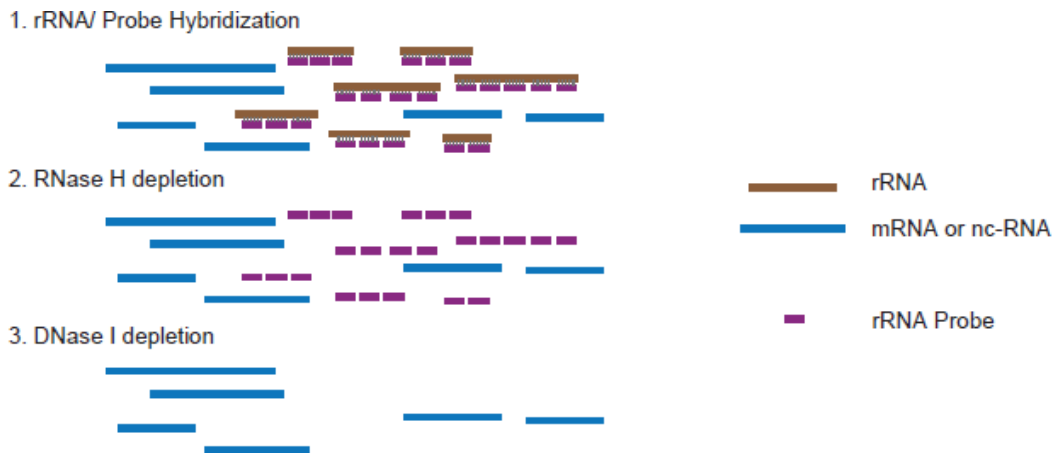 1. rRNA/ Probe Hybridization
2. RNase H depletion
rRNA
mRNA or nc-RNA
rRNA Probe
3. DNase I depletion